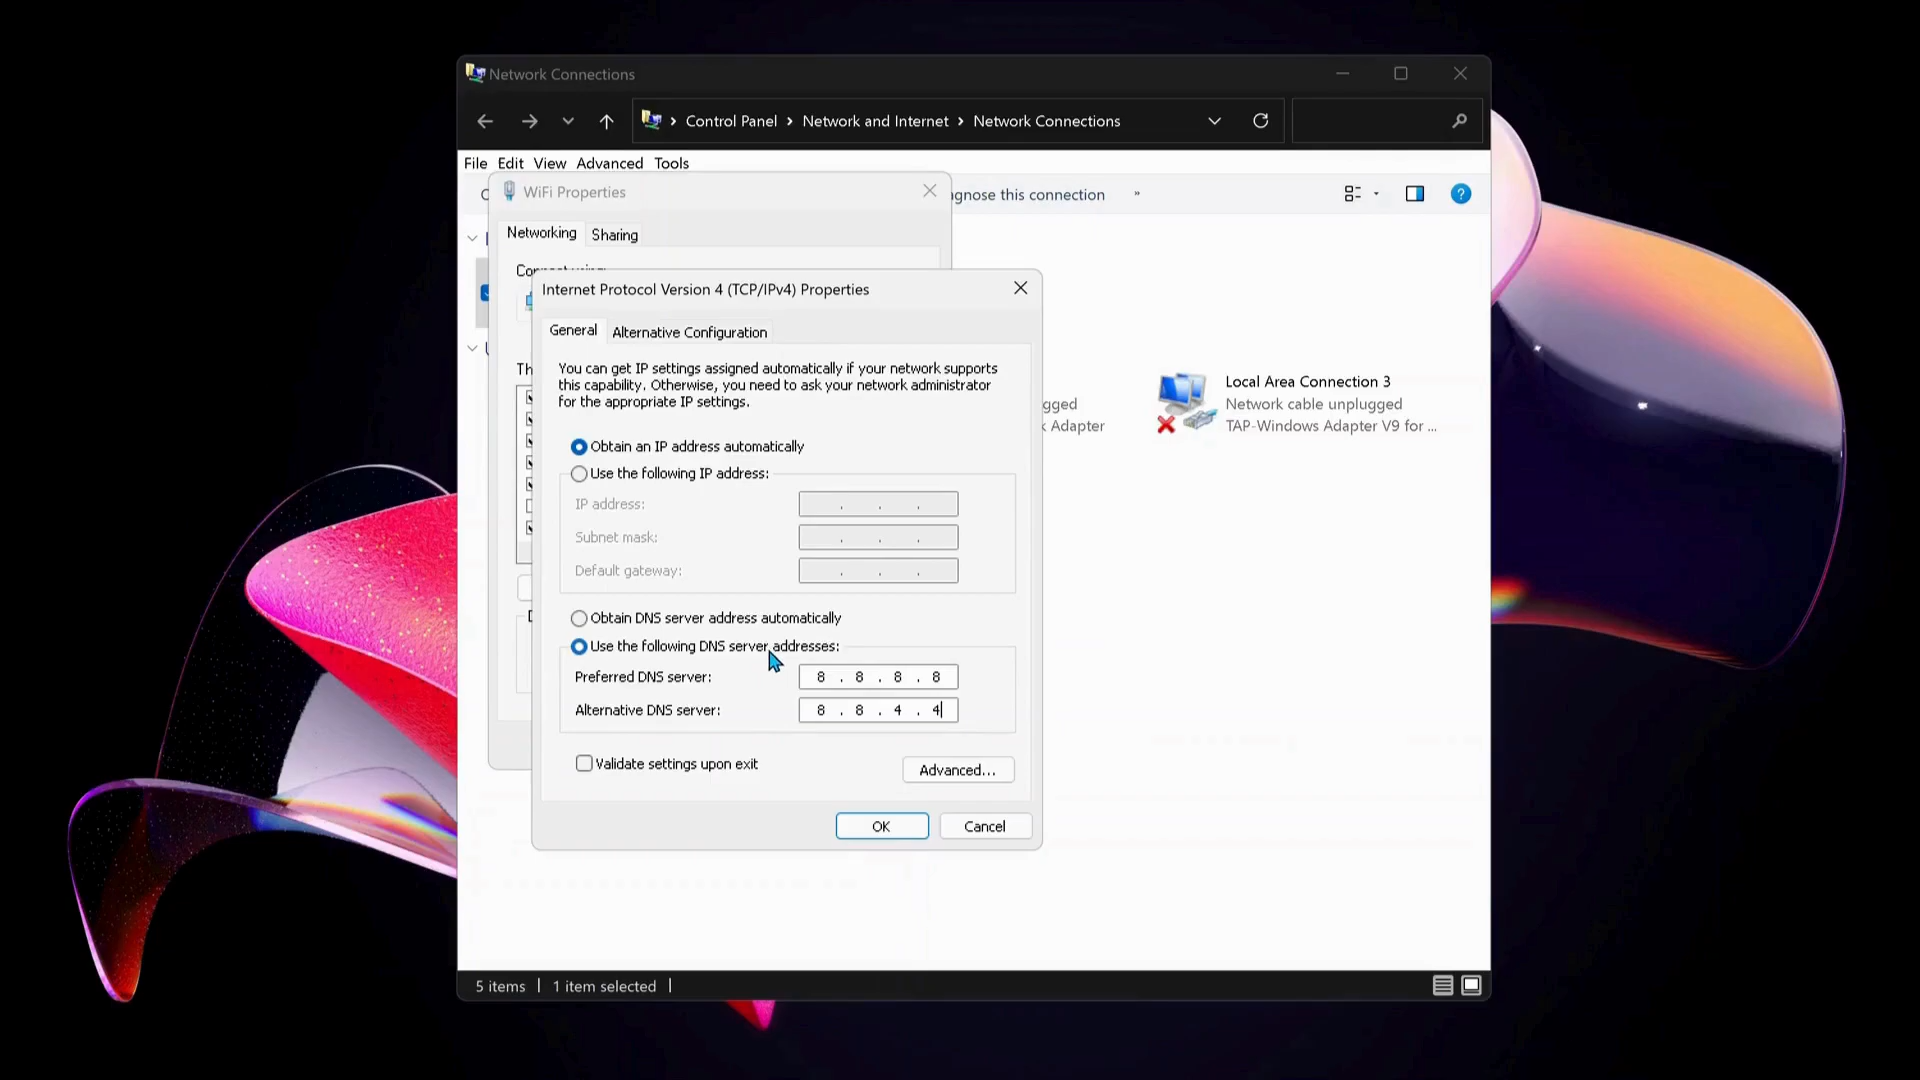 Network Connections
Control Panel Network and Internet Network Connections
File Edit View Advanced Tools
WiFi Properties
gnose this connection »
Networking
Sharing
Internet Protocol Version 4 (TCP/IPv4) Properties
General
Alternative Configuration
You can get IP settings assigned automatically if your network supports
this capability. Otherwise, you need to ask your network administrator
for the appropriate IP settings.
Obtain an IP address automatically
Use the following IP address:
IP address: . . .
Subnet mask: . . .
Default gateway: . . .
Obtain DNS server address automatically
Use the following DNS server addresses:
Preferred DNS server: 8 . 8 . 8 . 8
Alternative DNS server: 8 . 8 . 4 . 4
Validate settings upon exit
Advanced...
OK
Cancel
gged
k Adapter
Local Area Connection 3
Network cable unplugged
TAP-Windows Adapter V9 for ...
5 items
1 item selected